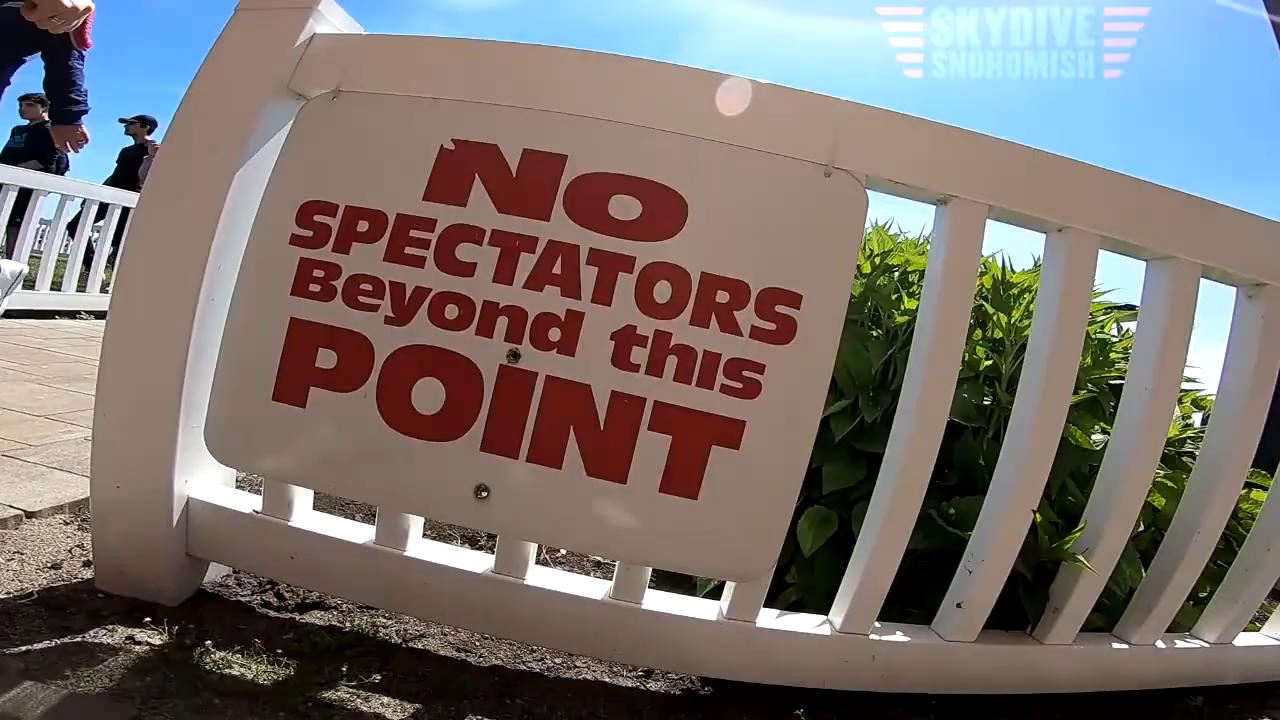 SKYDIVE
SNOHOMISH
NO
SPECTATORS
Beyond this
POINT